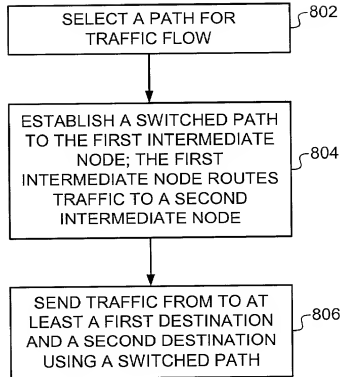 SELECT A PATH FOR
TRAFFIC FLOW
802
ESTABLISH A SWITCHED PATH
TO THE FIRST INTERMEDIATE
NODE; THE FIRST
INTERMEDIATE NODE ROUTES
TRAFFIC TO A SECOND
INTERMEDIATE NODE
804
SEND TRAFFIC FROM TO AT
LEAST A FIRST DESTINATION
AND A SECOND DESTINATION
USING A SWITCHED PATH
806